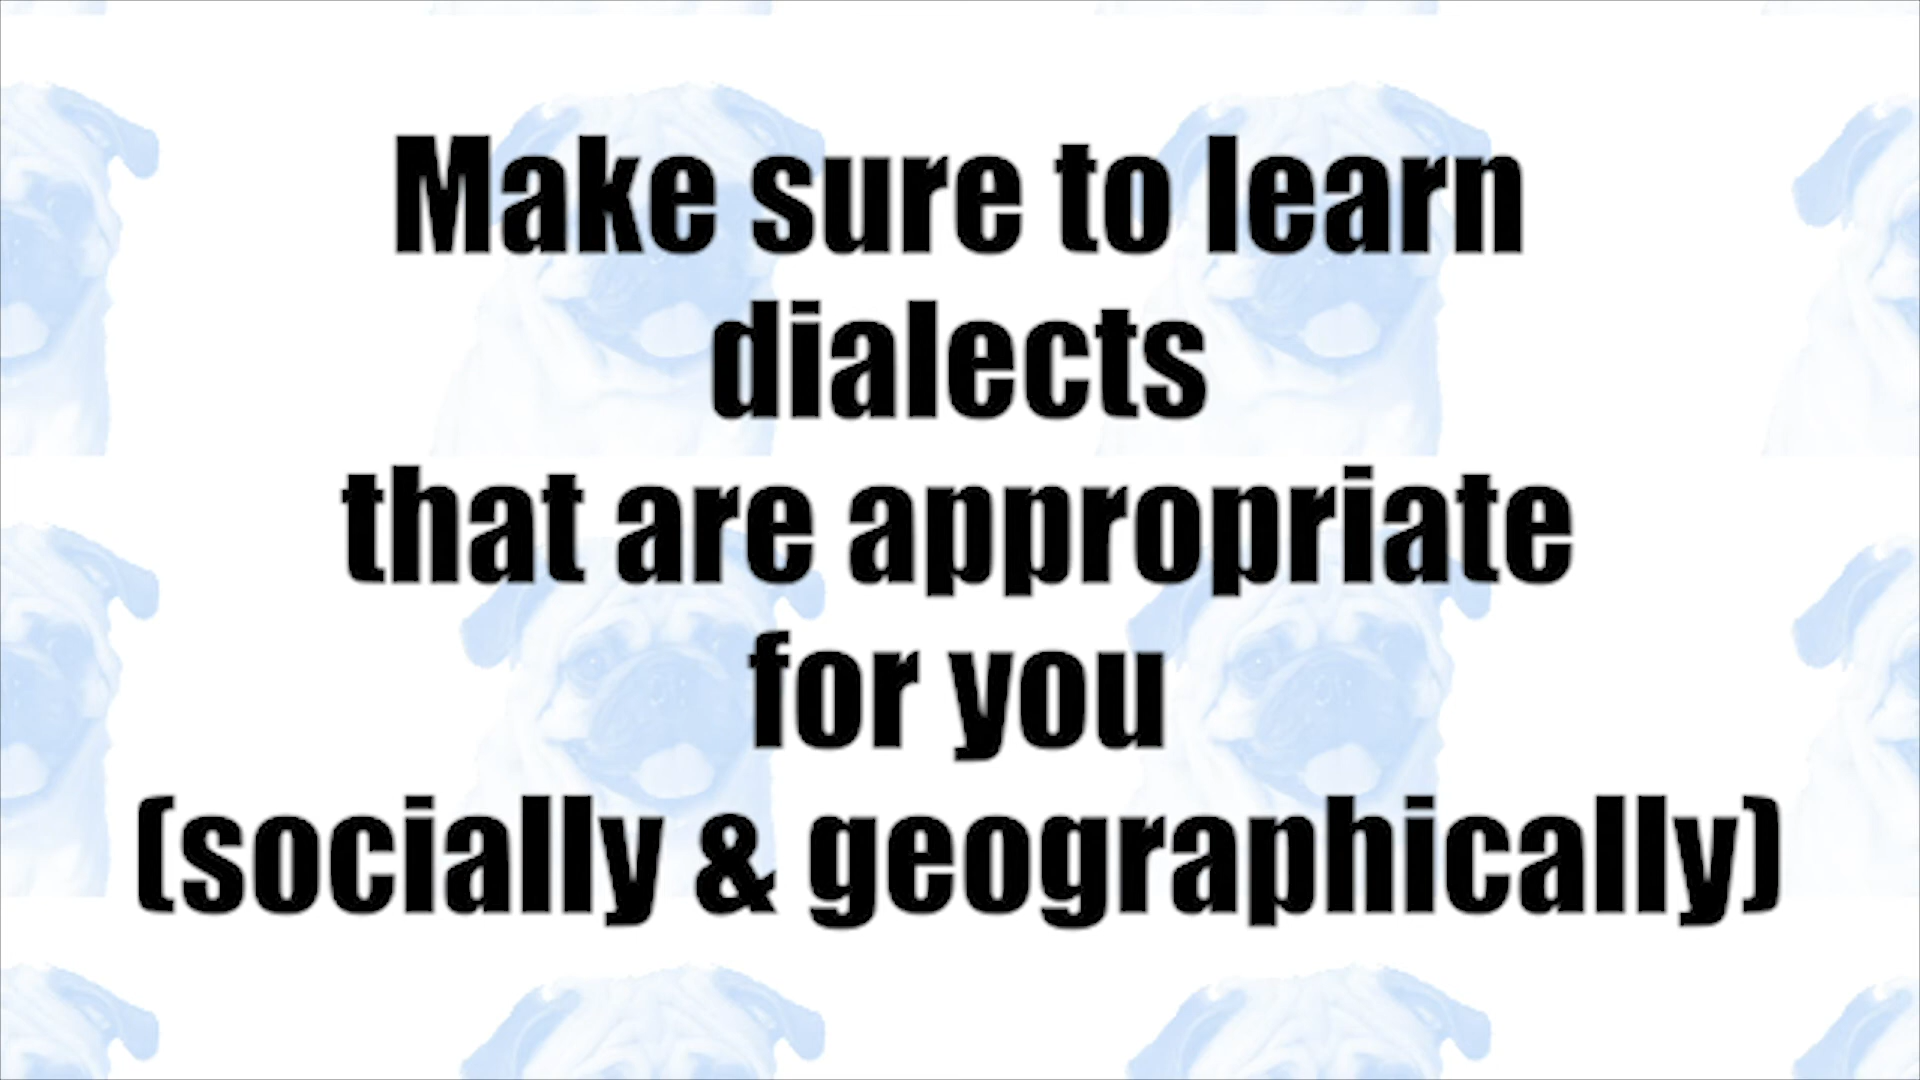 Make sure to learn
dialects
that are appropriate
for you
(socially & geographically)